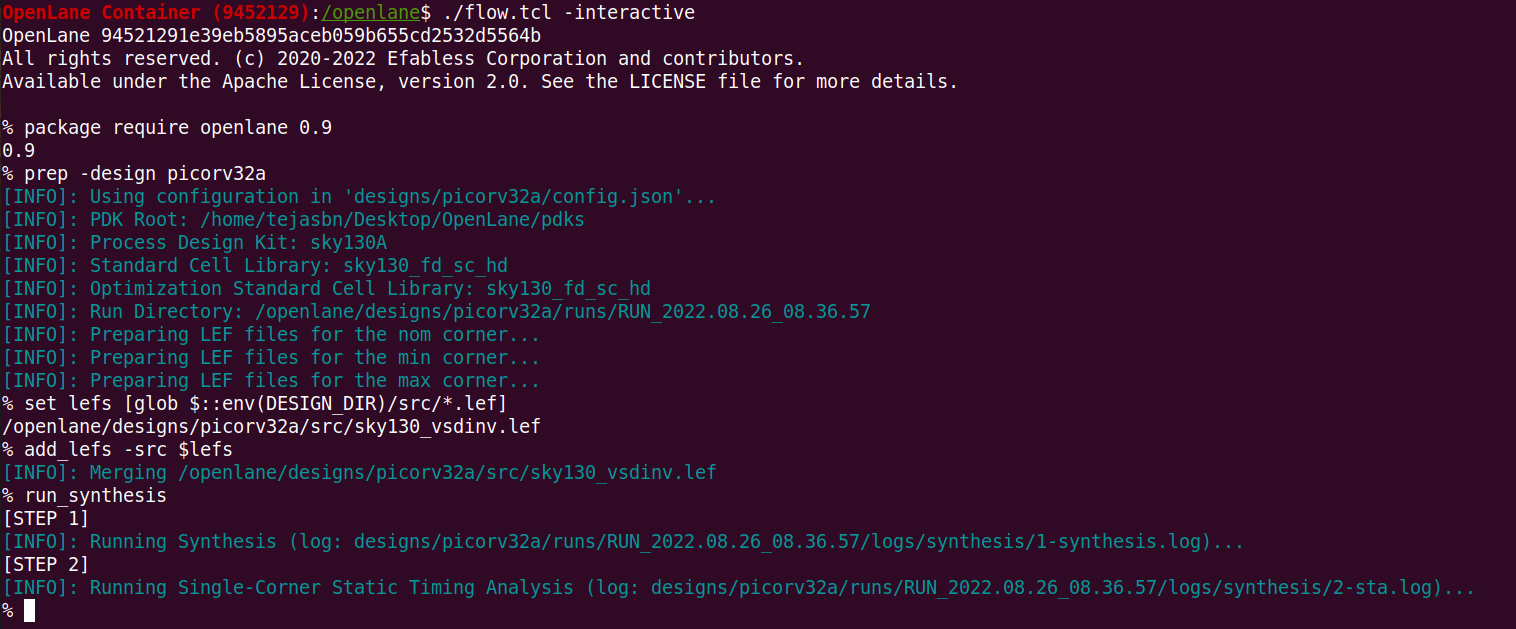 OpenLane Container (9452129):/openlane$ ./flow.tcl -interactive
OpenLane 94521291e39eb5895aceb059b655cd2532d5564b
All rights reserved. (c) 2020-2022 Efabless Corporation and contributors.
Available under the Apache License, version 2.0. See the LICENSE file for more details.
% package require openlane 0.9
0.9
% prep -design picorv32a
[INFO]: Using configuration in 'designs/picorv32a/config.json'...
[INFO]: PDK Root: /home/tejasbn/Desktop/OpenLane/pdks
[INFO]: Process Design Kit: sky130A
[INFO]: Standard Cell Library: sky130_fd_sc_hd
[INFO]: Optimization Standard Cell Library: sky130_fd_sc_hd
[INFO]: Run Directory: /openlane/designs/picorv32a/runs/RUN_2022.08.26_08.36.57
[INFO]: Preparing LEF files for the nom corner...
[INFO]: Preparing LEF files for the min corner...
[INFO]: Preparing LEF files for the max corner...
% set lefs [glob $::env(DESIGN_DIR)/src/*.lef]
/openlane/designs/picorv32a/src/sky130_vsdinv.lef
% add_lefs -src $lefs
[INFO]: Merging /openlane/designs/picorv32a/src/sky130_vsdinv.lef
% run_synthesis
[STEP 1]
[INFO]: Running Synthesis (log: designs/picorv32a/runs/RUN_2022.08.26_08.36.57/logs/synthesis/1-synthesis.log)...
[STEP 2]
[INFO]: Running Single-Corner Static Timing Analysis (log: designs/picorv32a/runs/RUN_2022.08.26_08.36.57/logs/synthesis/2-sta.log)...
%